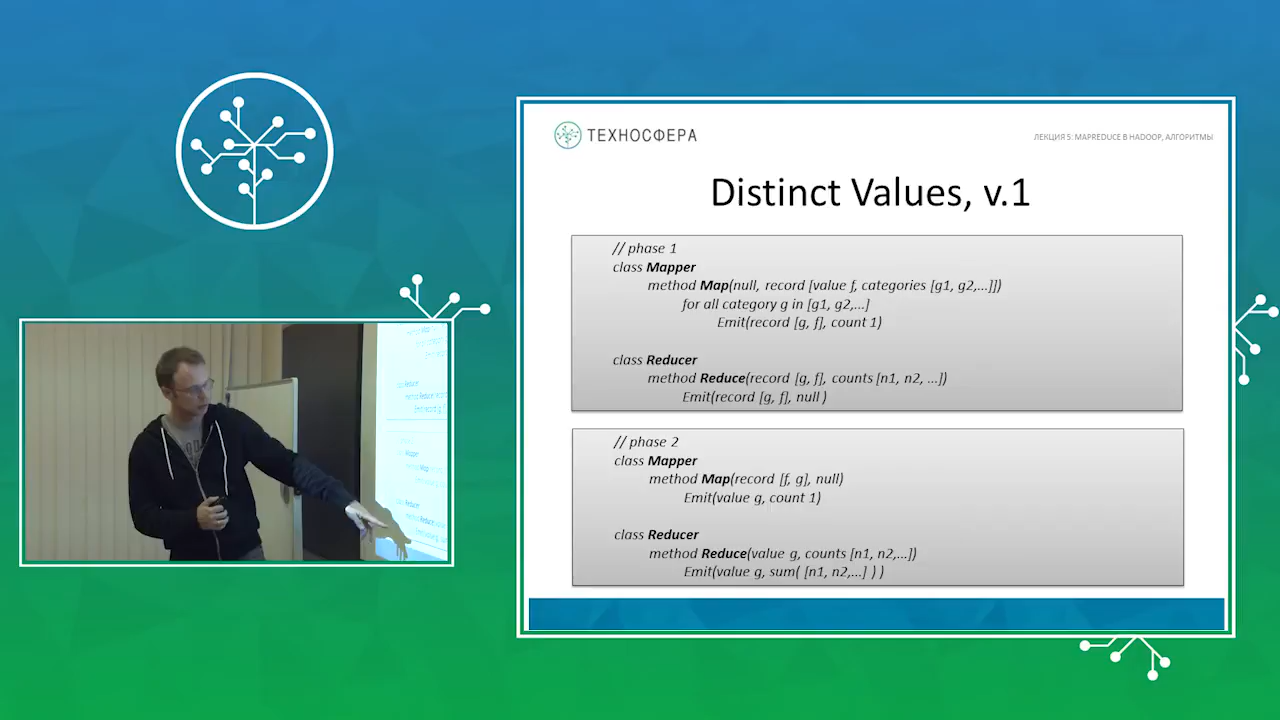 ТЕХНОСФЕРА
ЛЕКЦИЯ 5: MAPREDUCE В HADOOP, АЛГОРИТМЫ
Distinct Values, v.1
// phase 1
class Mapper
method Map(null, record [value f, categories [g1, g2,...]])
for all category g in [g1, g2,...]
Emit(record [g, f], count 1)
class Reducer
method Reduce(record [g, f], counts [n1, n2, ...])
Emit(record [g, f], null )
// phase 2
class Mapper
method Map(record [f, g], null)
Emit(value g, count 1)
class Reducer
method Reduce(value g, counts [n1, n2,...])
Emit(value g, sum( [n1, n2,...] ) )